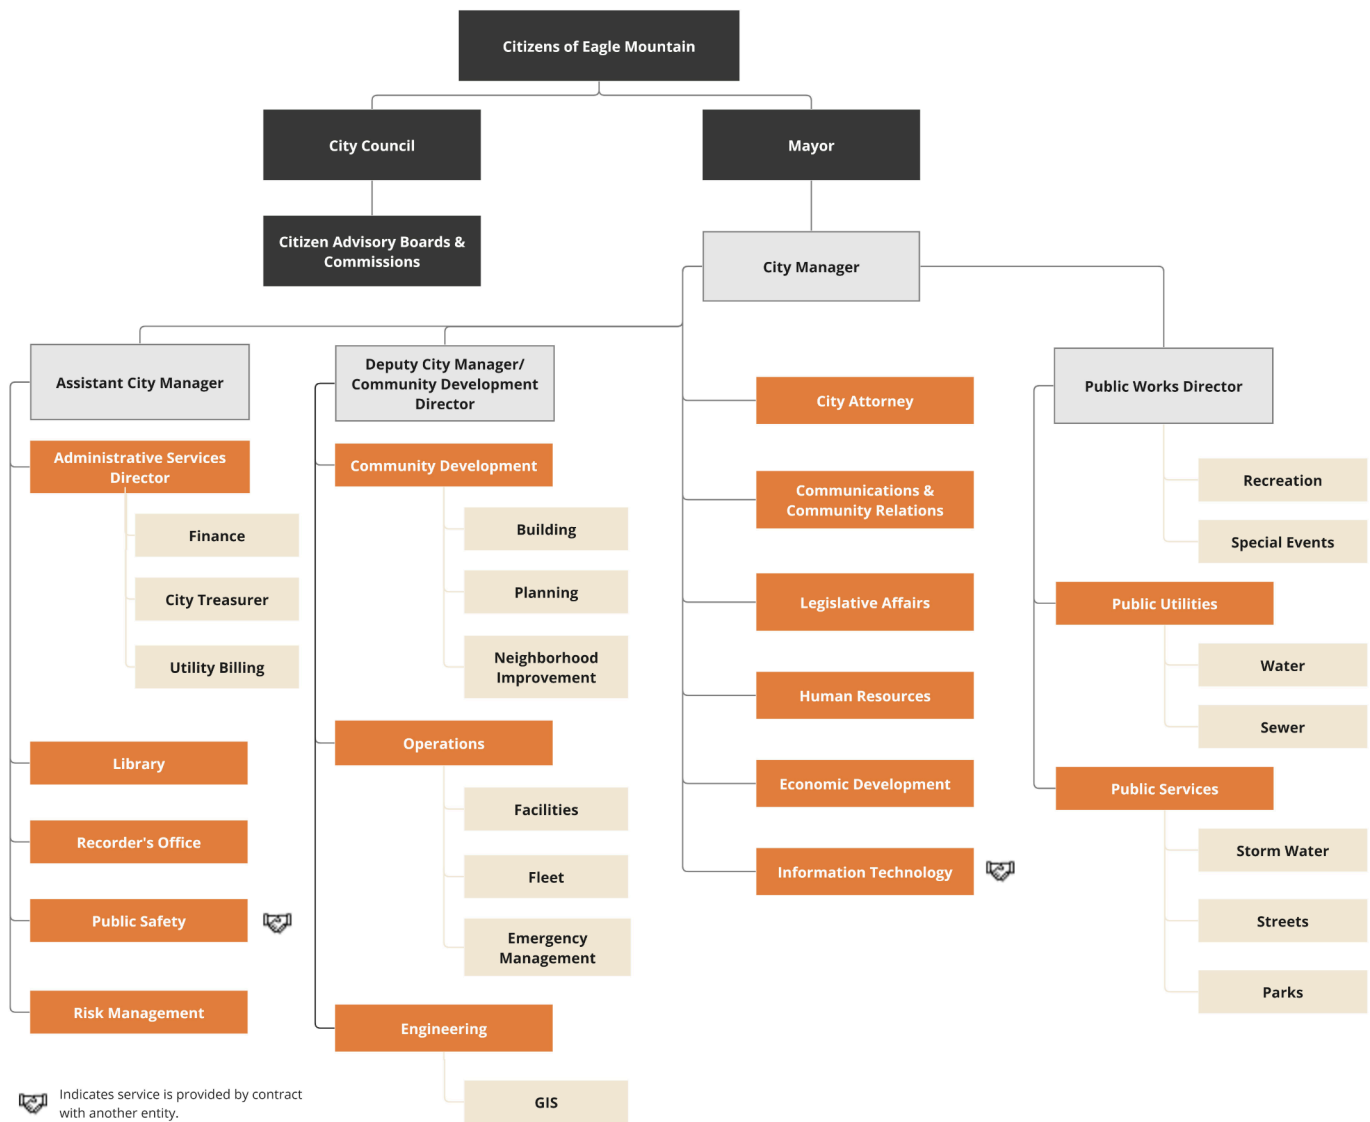 Citizens of Eagle Mountain
City Council
Mayor
Citizen Advisory Boards &
Commissions
City Manager
Assistant City Manager
Administrative Services
Director
Finance
City Treasurer
Utility Billing
Library
Recorder's Office
Public Safety
Risk Management
Deputy City Manager/
Community Development
Director
Community Development
Building
Planning
Neighborhood
Improvement
Operations
Facilities
Fleet
Emergency
Management
Engineering
GIS
City Attorney
Communications &
Community Relations
Legislative Affairs
Human Resources
Economic Development
Information Technology
Public Works Director
Recreation
Special Events
Public Utilities
Water
Sewer
Public Services
Storm Water
Streets
Parks
Indicates service is provided by contract
with another entity.